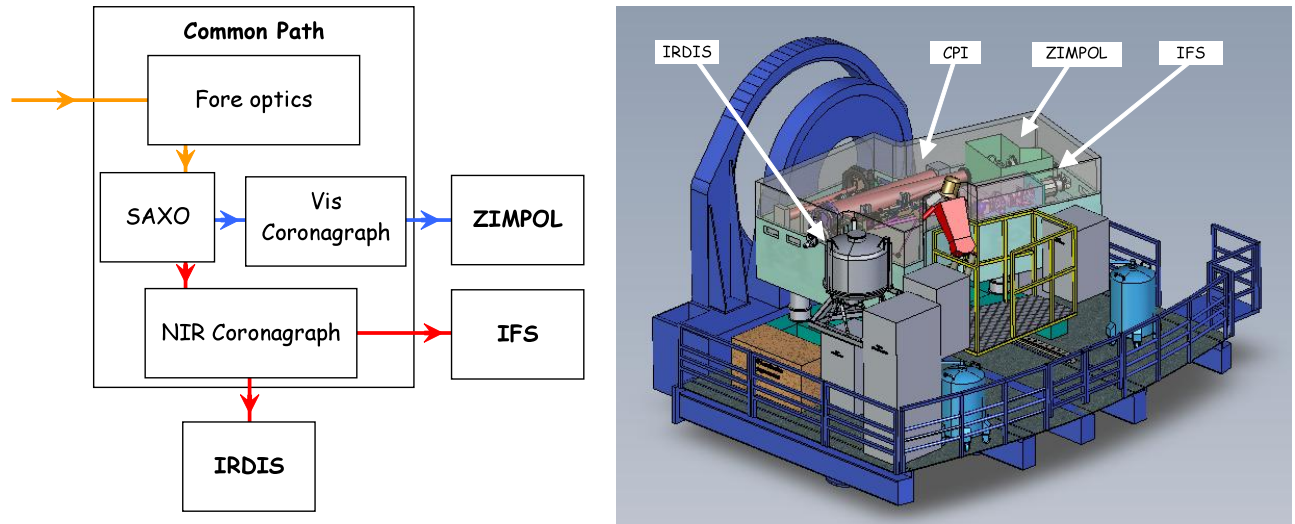 Common Path
Fore optics
SAXO
Vis
Coronagraph
ZIMPOL
NIR Coronagraph
IFS
IRDIS
IRDIS
CPI
ZIMPOL
IFS